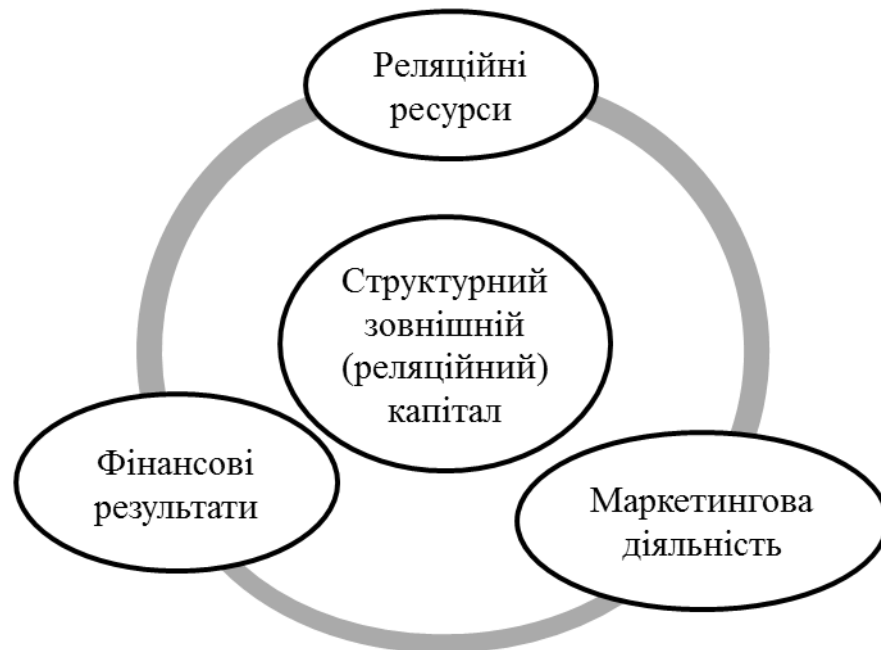 Реляційні
ресурси
Структурний
зовнішній
(реляційний)
капітал
Фінансові
результати
Маркетингова
діяльність